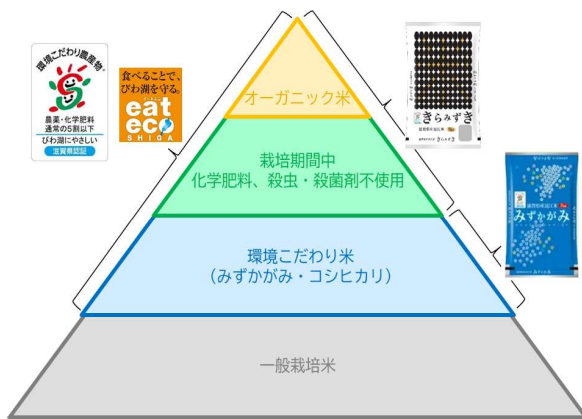 環境こだわり農産物
農薬・化学肥料
通常の5割以下
びわ湖にやさしい
滋賀県認証
食べることで、
びわ湖を守る。
eat
eco
SHIGA
オーガニック米
栽培期間中
化学肥料、殺虫・殺菌剤不使用
環境こだわり米
(みずかがみ・コシヒカリ)
一般栽培米
きらみずき
きらみずき
みずかがみ